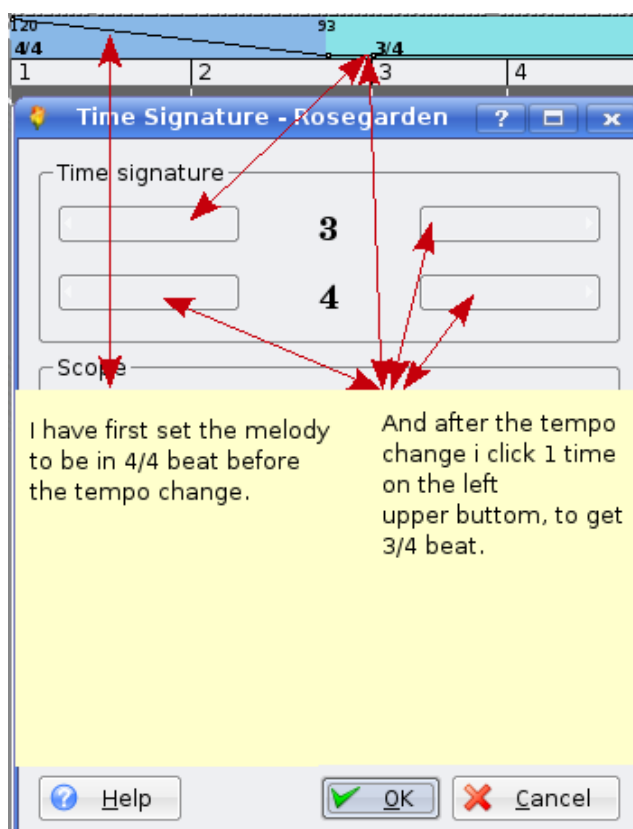 120 93
4/4 3/4
1 2 3 4
Time Signature - Rosegarden ?
Time signature
3
4
Scope
I have first set the melody
to be in 4/4 beat before
the tempo change.
And after the tempo
change i click 1 time
on the left
upper buttom, to get
3/4 beat.
Help OK Cancel